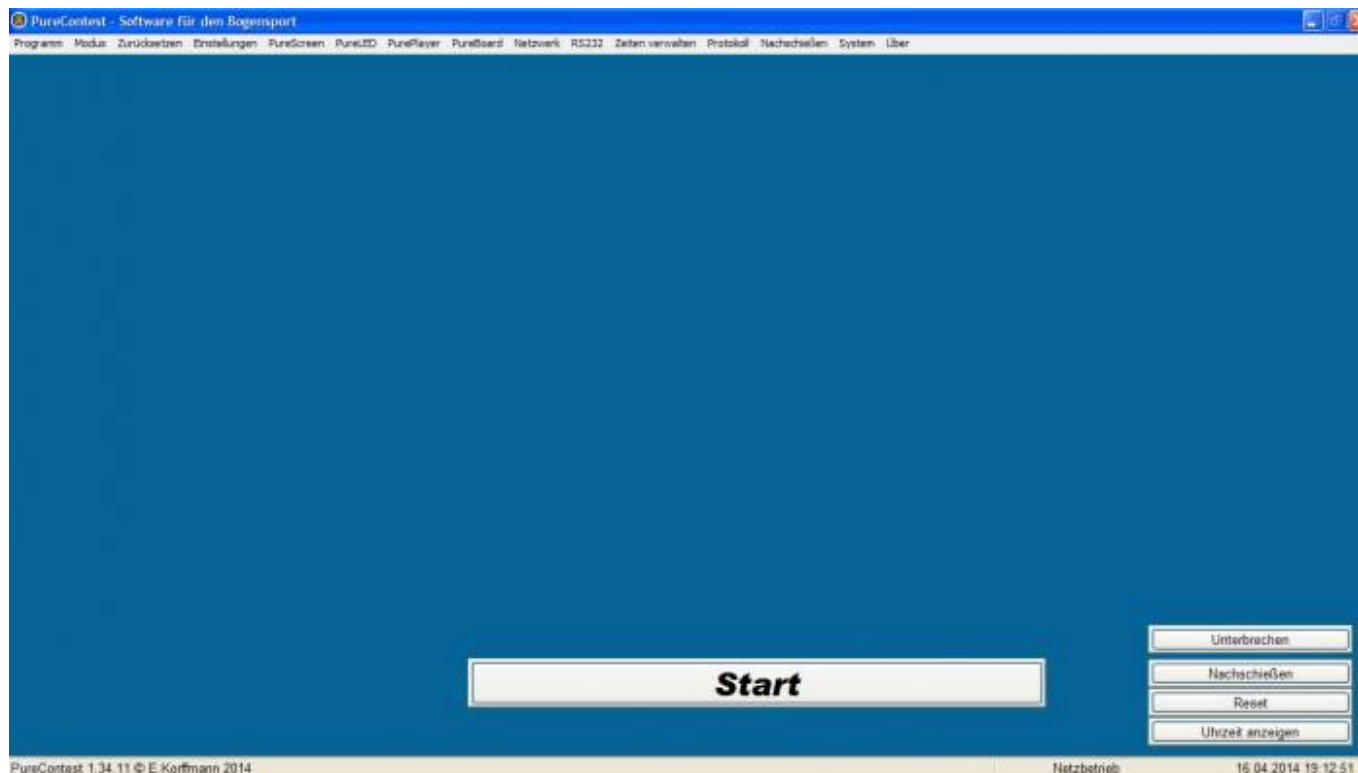 PureContest - Software für den Bogensport
Programm Modus Zurücksetzen Einstellungen PureScreen PureLED PurePlayer PureBoard Netzwerk RS232 Zeiten verwalten Protokoll Nachschießen System Über
Unterbrechen
Start
Nachschießen
Reset
Uhrzeit anzeigen
PureContest 1.34.11 © E.Korffmann 2014 Netzbetrieb 16.04.2014 19:12:51